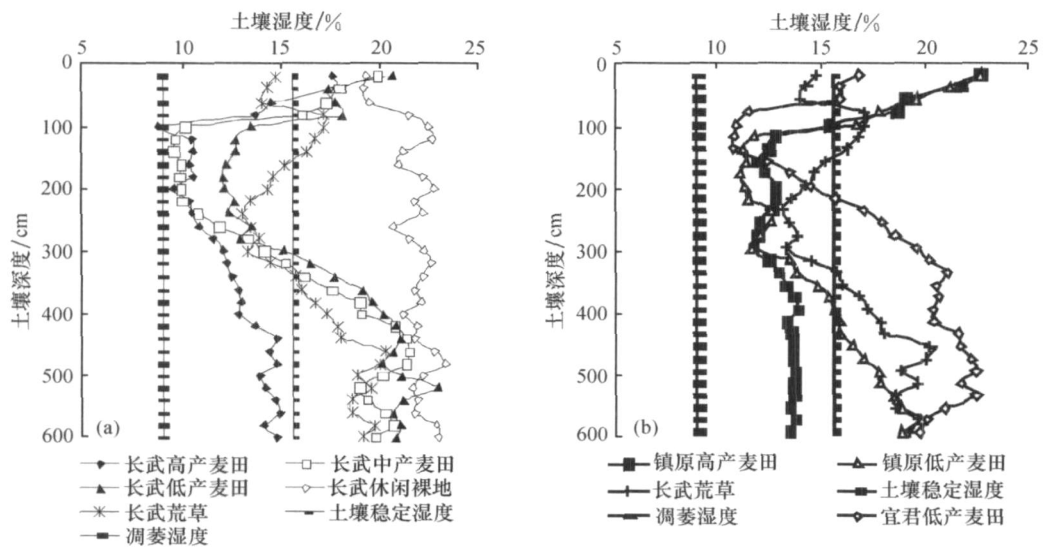 土壤湿度/%
5 10 15 20 25
0
100
200
300
400
500
600
土壤深度/cm
(a)
长武高产麦田 长武中产麦田
长武低产麦田 长武休闲裸地
长武荒草 土壤稳定湿度
凋萎湿度
土壤湿度/%
5 10 15 20 25
0
100
200
300
400
500
600
土壤深度/cm
(b)
镇原高产麦田 镇原低产麦田
长武荒草 土壤稳定湿度
凋萎湿度 宜君低产麦田